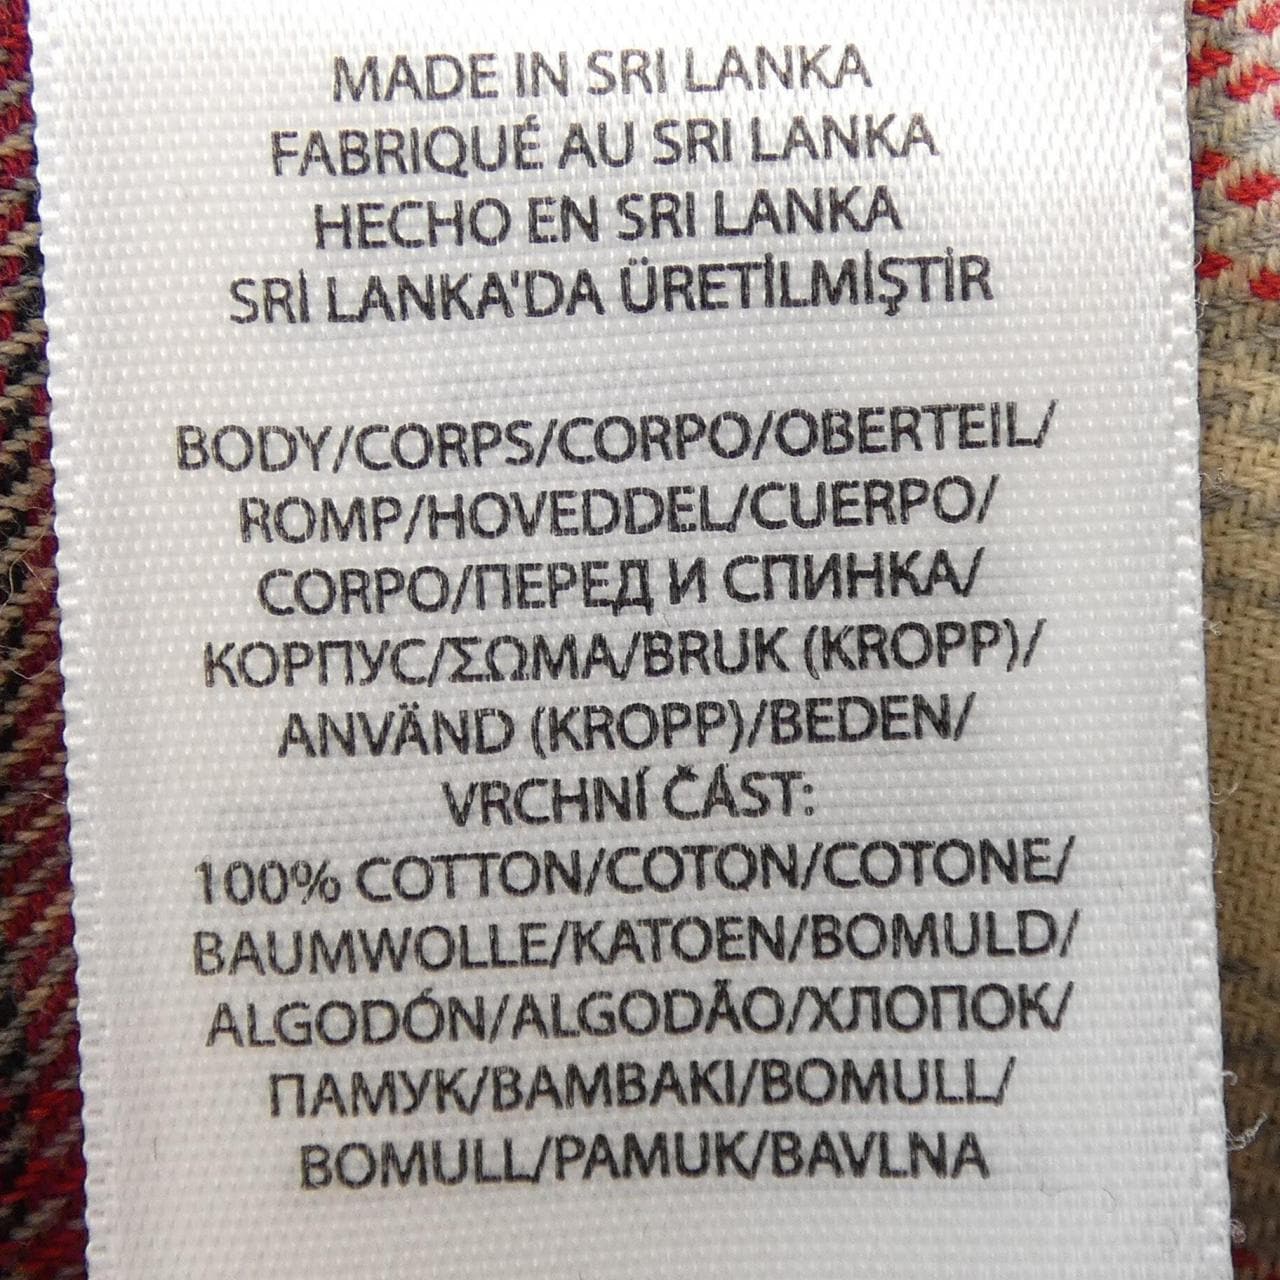 MADE IN SRI LANKA
FABRIQUÉ AU SRI LANKA
HECHO EN SRI LANKA
SRİ LANKA'DA ÜRETİLMİŞTİR
BODY/CORPS/CORPO/OBERTEIL/
ROMP/HOVEDDEL/CUERPO/
CORPO/ПЕРЕД И СПИНКА/
КОРПУС/ΣΩΜΑ/BRUK (KROPP)/
ANVÄND (KROPP)/BEDEN/
VRCHNÍ ČÁST:
100% COTTON/COTON/COTONE/
BAUMWOLLE/KATOEN/BOMULD/
ALGODÓN/ALGODÃO/ХЛОПОК/
ПАМУК/ΒΑΜΒΑΚΙ/BOMULL/
BOMULL/PAMUK/BAVLNA